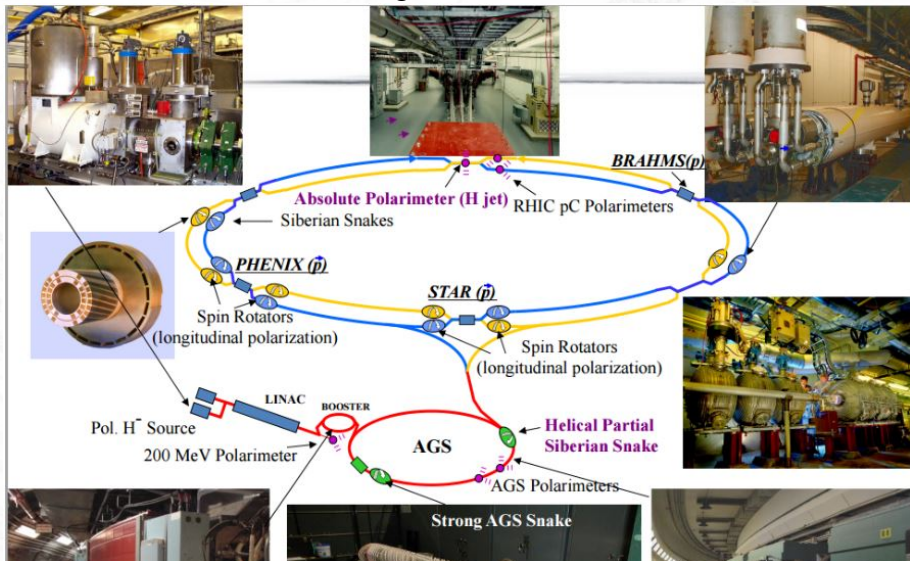 BRAHMS(p)
Absolute Polarimeter (H jet)
RHIC pC Polarimeters
Siberian Snakes
PHENIX (p)
STAR (p)
Spin Rotators
(longitudinal polarization)
Spin Rotators
(longitudinal polarization)
LINAC
BOOSTER
Pol. H⁻ Source
200 MeV Polarimeter
AGS
Helical Partial
Siberian Snake
AGS Polarimeters
Strong AGS Snake